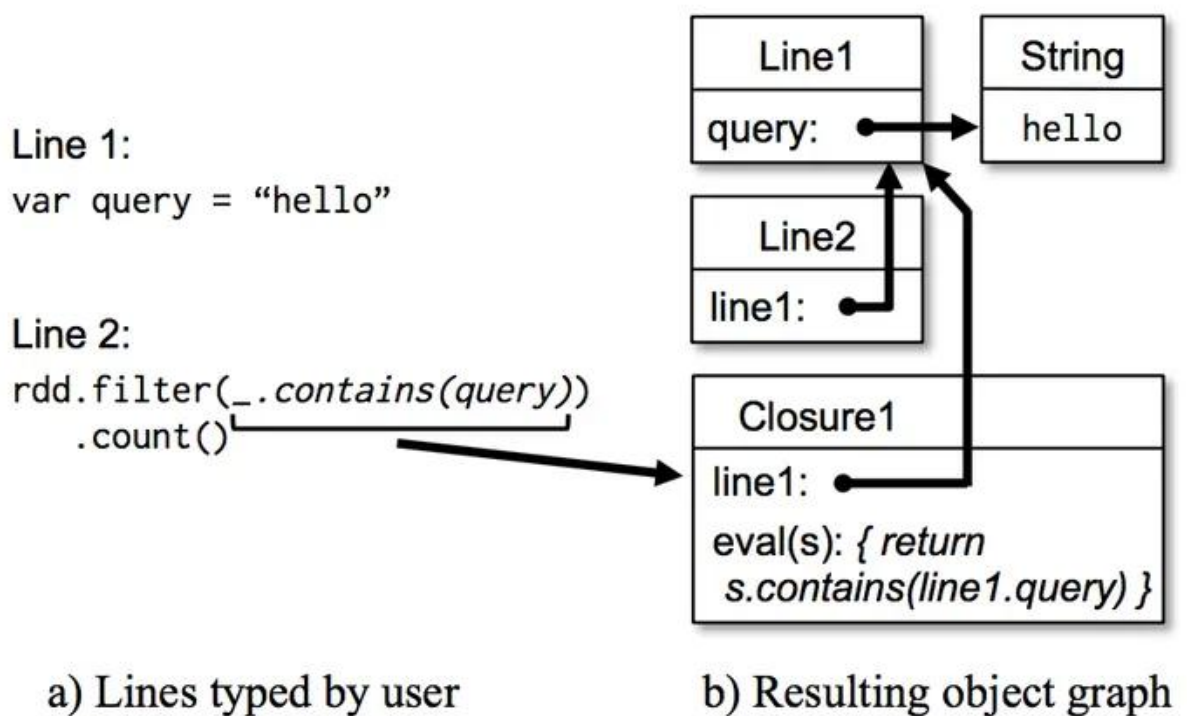 Line 1:
var query = “hello”
Line 2:
rdd.filter(_.contains(query))
.count()
a) Lines typed by user
Line1
query:
String
hello
Line2
line1:
Closure1
line1:
eval(s): { return
s.contains(line1.query) }
b) Resulting object graph